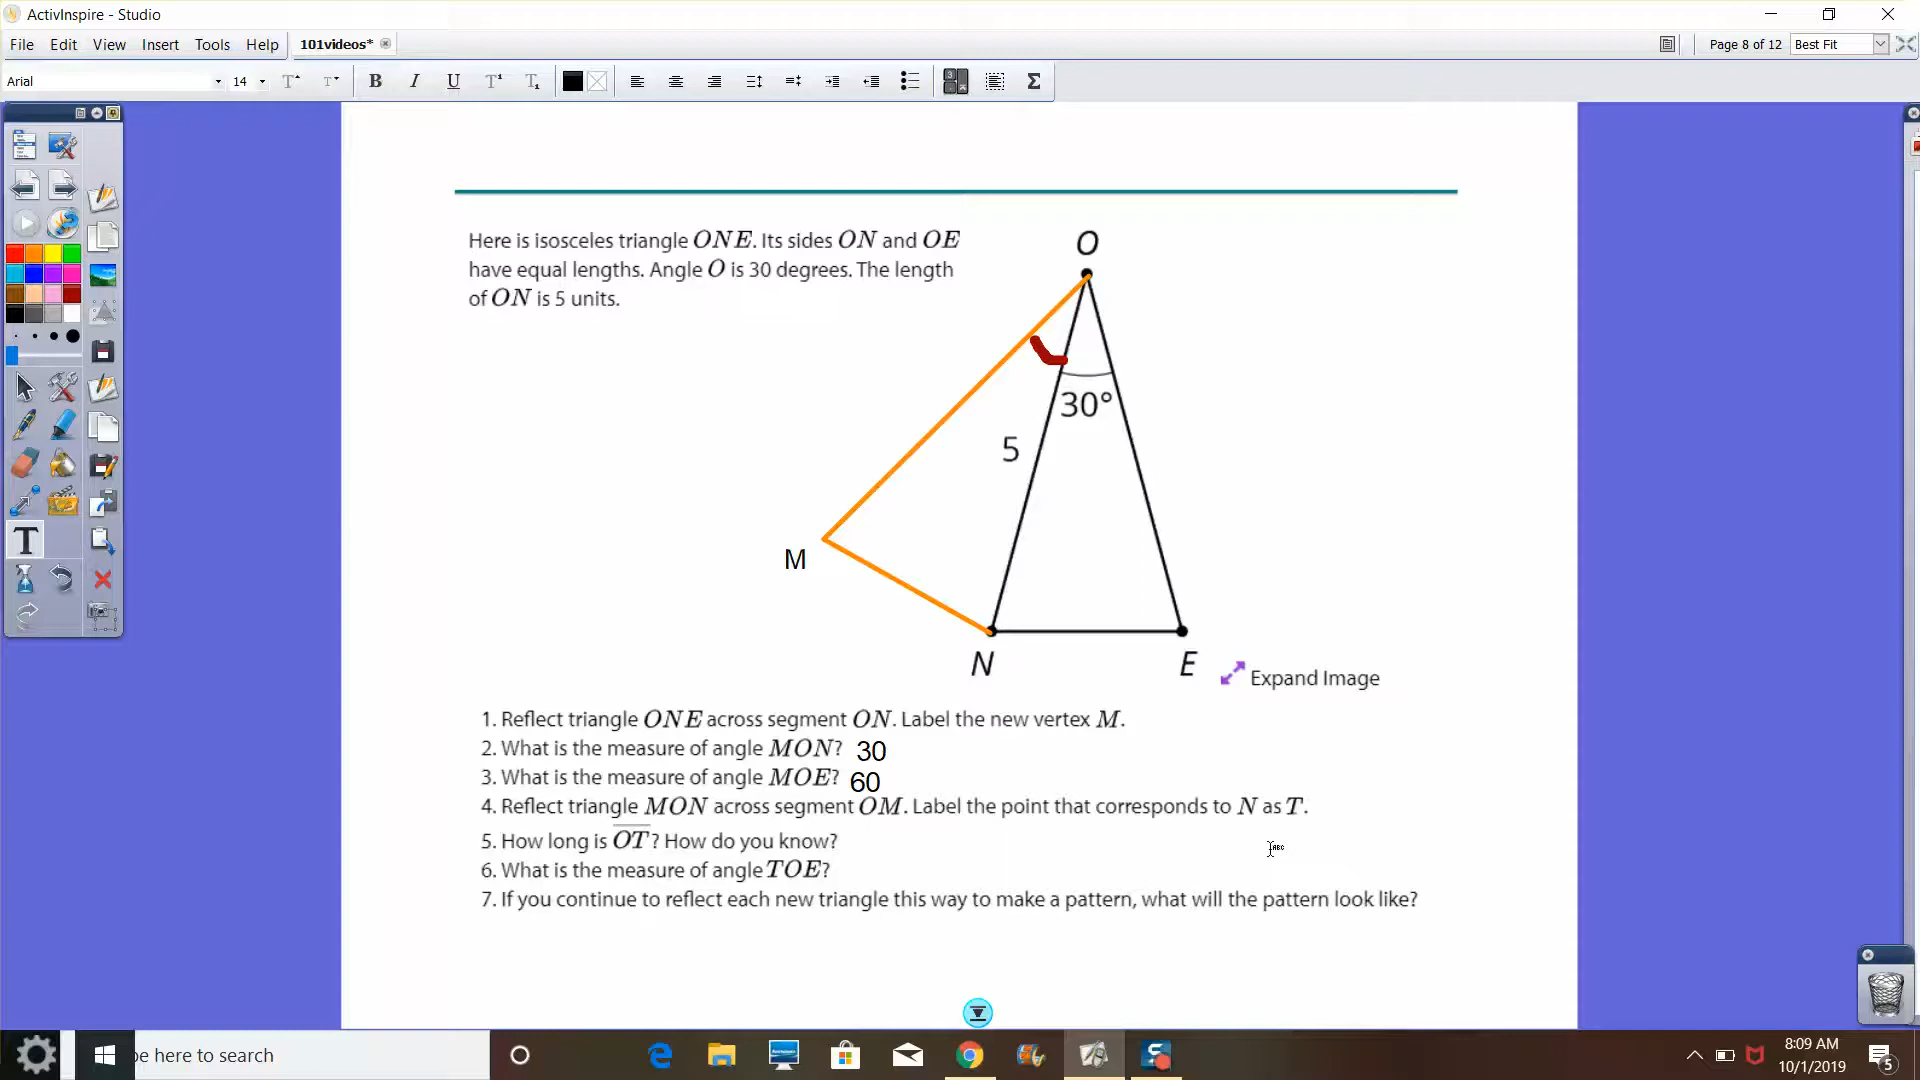 ActivInspire - Studio
File Edit View Insert Tools Help 101videos* Page 8 of 12 Best Fit
Arial 14 T T B I U T T Σ
Here is isosceles triangle ONE. Its sides ON and OE
have equal lengths. Angle O is 30 degrees. The length
of ON is 5 units.
O
30°
5
M
N E
Expand Image
1. Reflect triangle ONE across segment ON. Label the new vertex M.
2. What is the measure of angle MON? 30
3. What is the measure of angle MOE? 60
4. Reflect triangle MON across segment OM. Label the point that corresponds to N as T.
5. How long is OT? How do you know?
6. What is the measure of angle TOE?
7. If you continue to reflect each new triangle this way to make a pattern, what will the pattern look like?
T
ABC
pe here to search
8:09 AM
10/1/2019
5